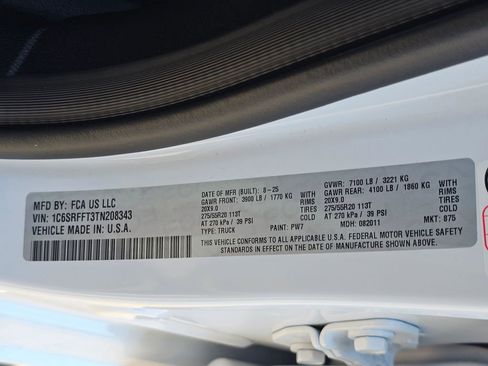 MFD BY: FCA US LLC
VIN: 1C6SRFFT3TN208343
VEHICLE MADE IN: U.S.A.
DATE OF MFR (BUILT): 8-25
GAWR FRONT: 3900 LB / 1770 KG
20X9.0 RIMS
275/55R20 113T TIRES
AT 270 kPa / 39 PSI COLD
TYPE: TRUCK PAINT: PW7
GVWR: 7100 LB / 3221 KG
GAWR REAR: 4100 LB / 1860 KG
20X9.0 RIMS
275/55R20 113T TIRES
AT 270 kPa / 39 PSI COLD
MDH: 082011 MKT: 875
THIS VEHICLE CONFORMS TO ALL APPLICABLE U.S.A. FEDERAL MOTOR VEHICLE SAFETY
STANDARDS IN EFFECT ON THE DATE OF MANUFACTURE SHOWN ABOVE.